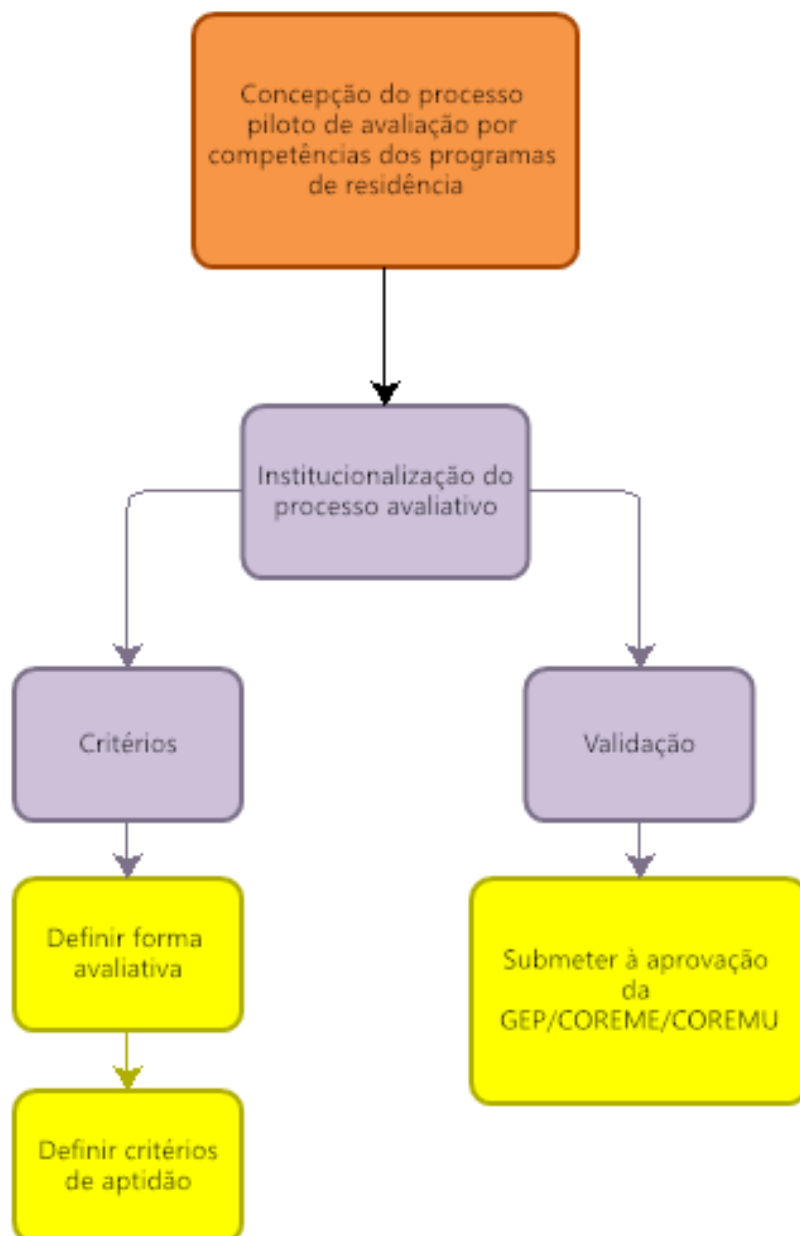 Concepção do processo
piloto de avaliação por
competências dos programas
de residência
Institucionalização do
processo avaliativo
Critérios
Validação
Definir forma
avaliativa
Submeter à aprovação
da
GEP/COREME/COREMU
Definir critérios
de aptidão